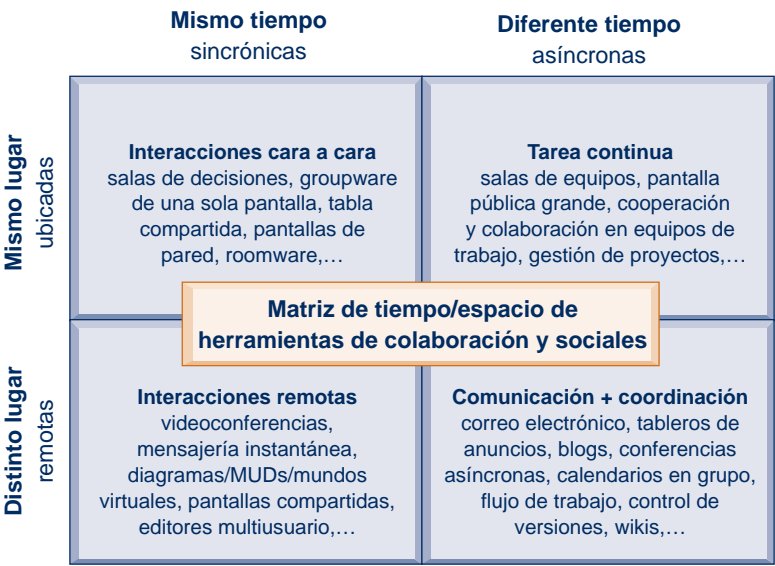 Mismo tiempo
sincrónicas
Diferente tiempo
asíncronas
Mismo lugar
ubicadas
Interacciones cara a cara
salas de decisiones, groupware
de una sola pantalla, tabla
compartida, pantallas de
pared, roomware,…
Tarea continua
salas de equipos, pantalla
pública grande, cooperación
y colaboración en equipos de
trabajo, gestión de proyectos,…
Matriz de tiempo/espacio de
herramientas de colaboración y sociales
Distinto lugar
remotas
Interacciones remotas
videoconferencias,
mensajería instantánea,
diagramas/MUDs/mundos
virtuales, pantallas compartidas,
editores multiusuario,…
Comunicación + coordinación
correo electrónico, tableros de
anuncios, blogs, conferencias
asíncronas, calendarios en grupo,
flujo de trabajo, control de
versiones, wikis,…